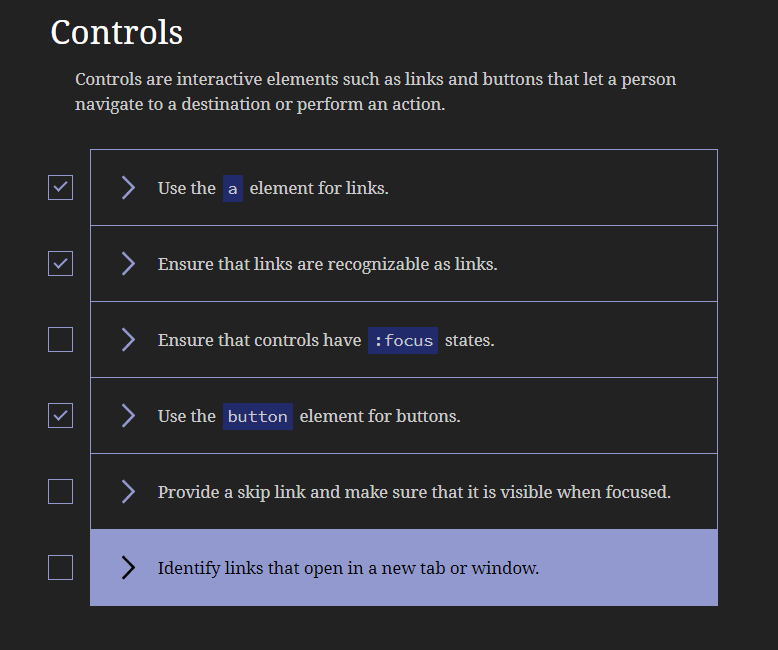 Controls
Controls are interactive elements such as links and buttons that let a person
navigate to a destination or perform an action.
Use the a element for links.
Ensure that links are recognizable as links.
Ensure that controls have :focus states.
Use the button element for buttons.
Provide a skip link and make sure that it is visible when focused.
Identify links that open in a new tab or window.